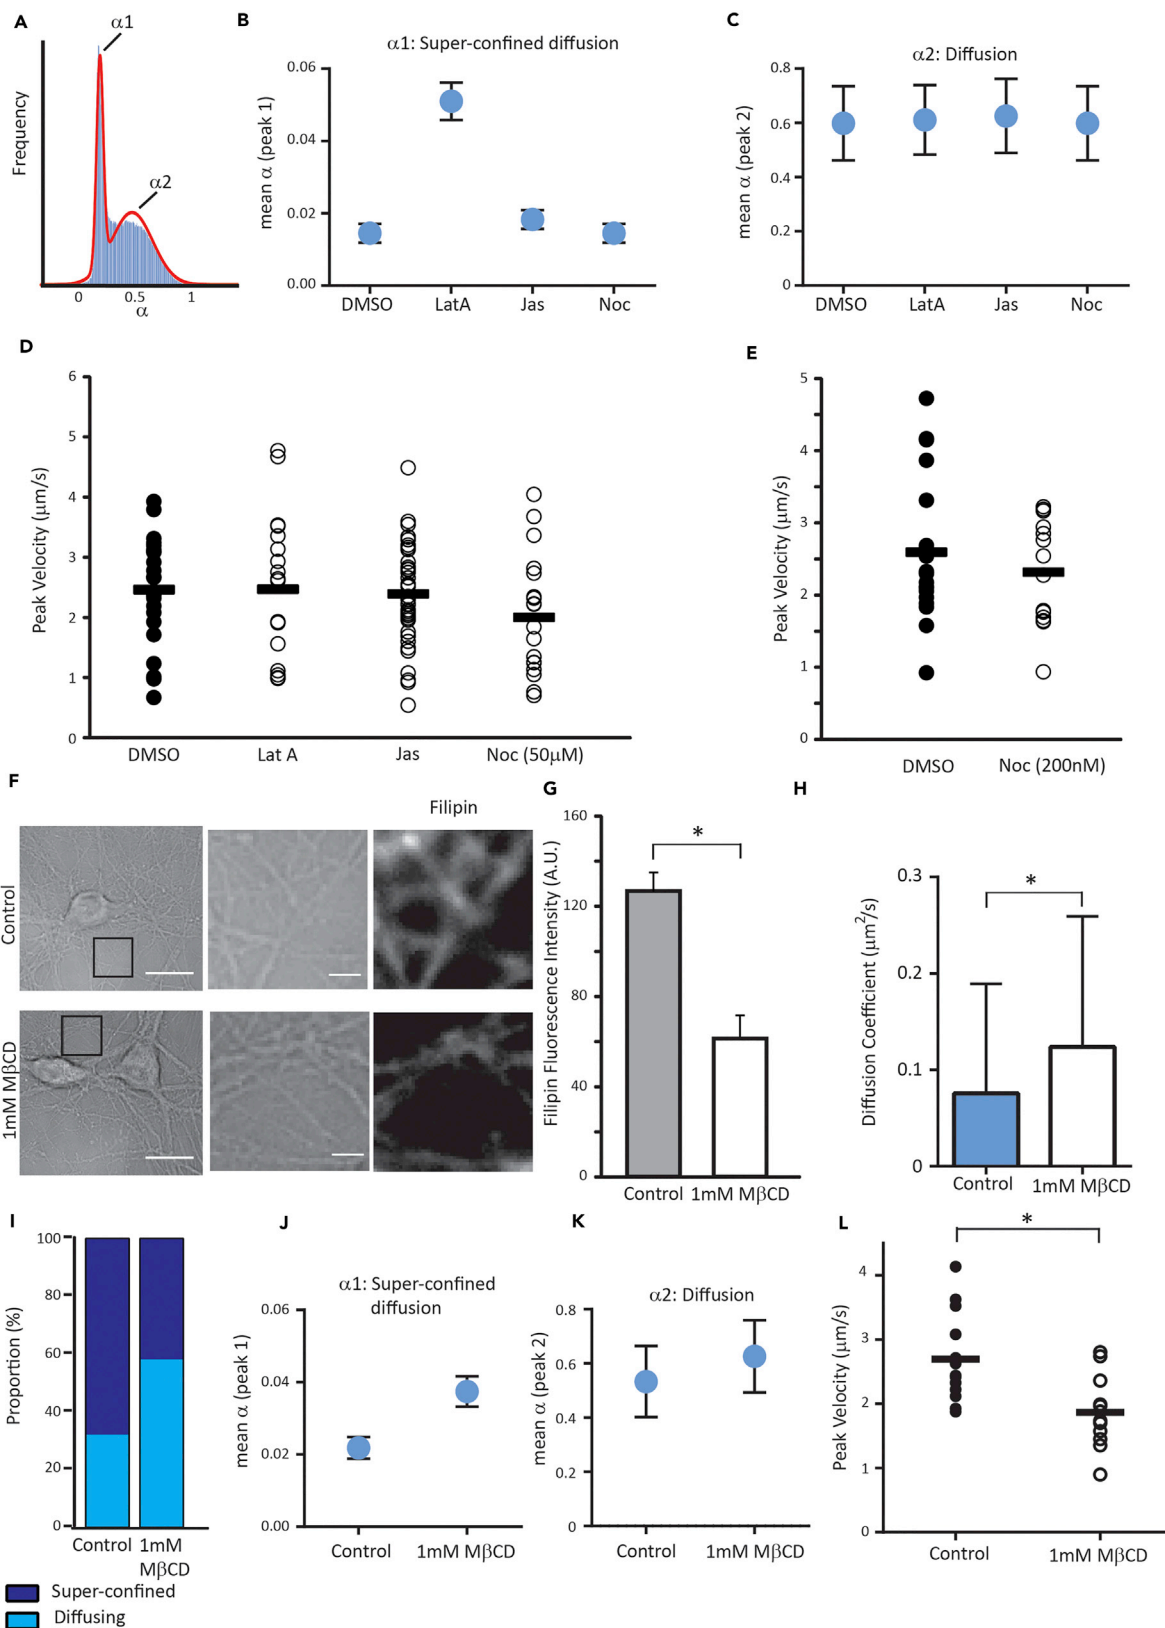 A
α1
α2
Frequency
0 0.5 1
α
B
α1: Super-confined diffusion
mean α (peak 1)
0.06
0.04
0.02
0.00
DMSO LatA Jas Noc
C
α2: Diffusion
mean α (peak 2)
0.8
0.6
0.4
0.2
0
DMSO LatA Jas Noc
D
Peak Velocity (μm/s)
6
5
4
3
2
1
0
DMSO Lat A Jas Noc (50μM)
E
Peak Velocity (μm/s)
5
4
3
2
1
0
DMSO Noc (200nM)
F
Filipin
Control
1mM MβCD
G
Filipin Fluorescence Intensity (A.U.)
160
120
80
40
0
*
Control 1mM MβCD
H
Diffusion Coefficient (μm²/s)
0.3
0.2
0.1
0
*
Control 1mM MβCD
I
Proportion (%)
100
80
60
40
20
0
Control 1mM
MβCD
Super-confined
Diffusing
J
α1: Super-confined
diffusion
mean α (peak 1)
0.06
0.04
0.02
0.00
Control 1mM MβCD
K
α2: Diffusion
mean α (peak 2)
0.8
0.6
0.4
0.2
0
Control 1mM MβCD
L
*
Peak Velocity (μm/s)
4
3
2
1
0
Control 1mM MβCD